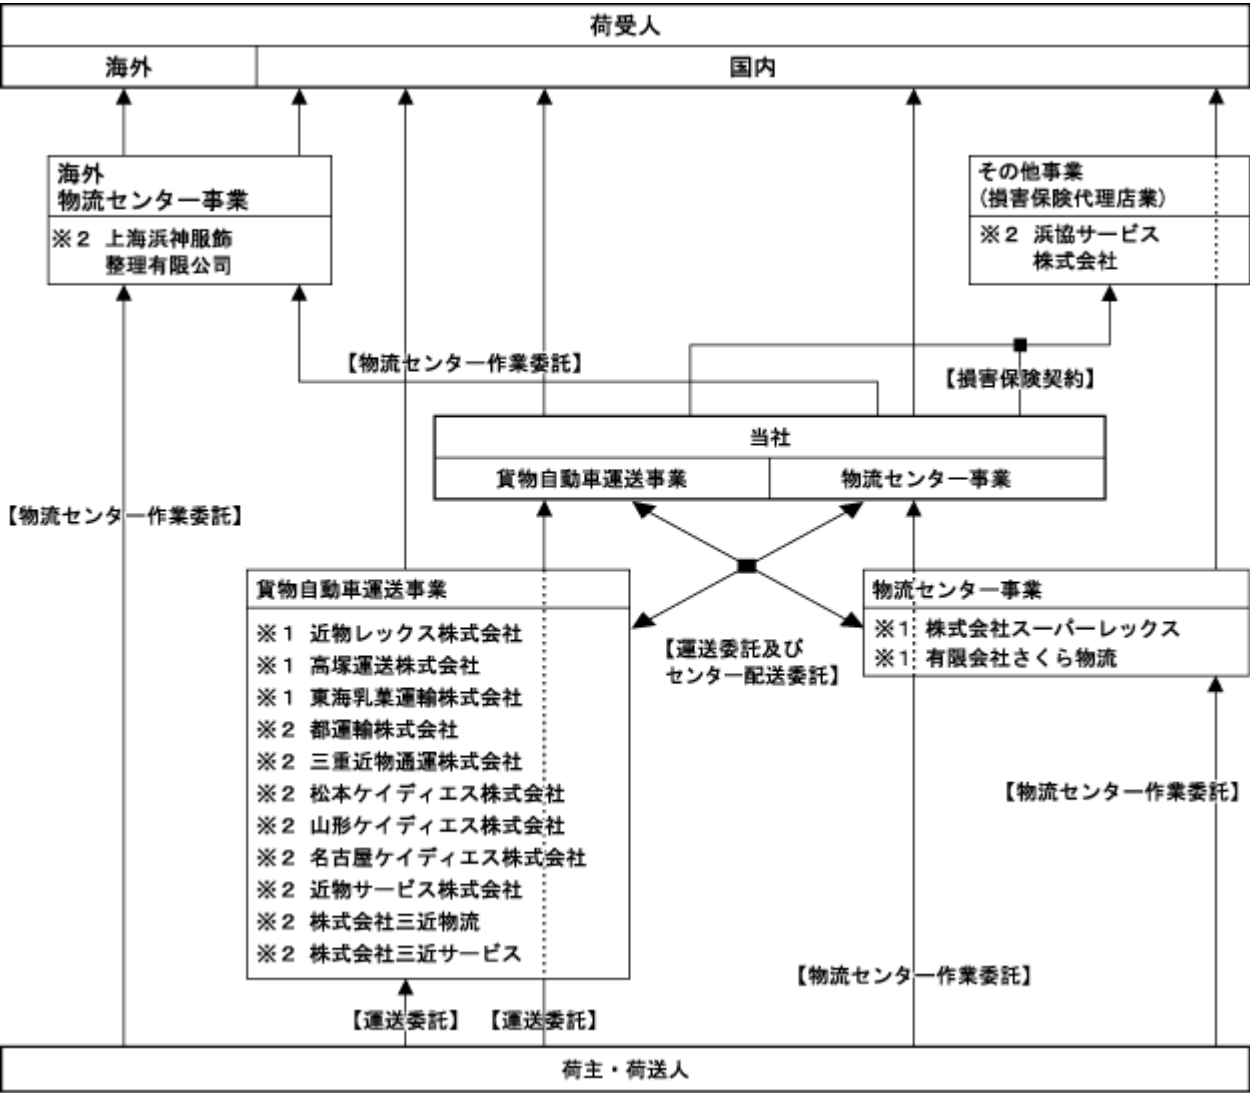 荷受人
海外
国内
海外
物流センター事業
※2 上海浜神服飾
整理有限公司
その他事業
(損害保険代理店業)
※2 浜協サービス
株式会社
【物流センター作業委託】
【損害保険契約】
当社
貨物自動車運送事業
物流センター事業
【物流センター作業委託】
貨物自動車運送事業
※1 近物レックス株式会社
※1 高塚運送株式会社
※1 東海乳菓運輸株式会社
※2 都運輸株式会社
※2 三重近物通運株式会社
※2 松本ケイディエス株式会社
※2 山形ケイディエス株式会社
※2 名古屋ケイディエス株式会社
※2 近物サービス株式会社
※2 株式会社三近物流
※2 株式会社三近サービス
【運送委託及び
センター配送委託】
物流センター事業
※1 株式会社スーパーレックス
※1 有限会社さくら物流
【物流センター作業委託】
【物流センター作業委託】
【運送委託】
【運送委託】
荷主・荷送人